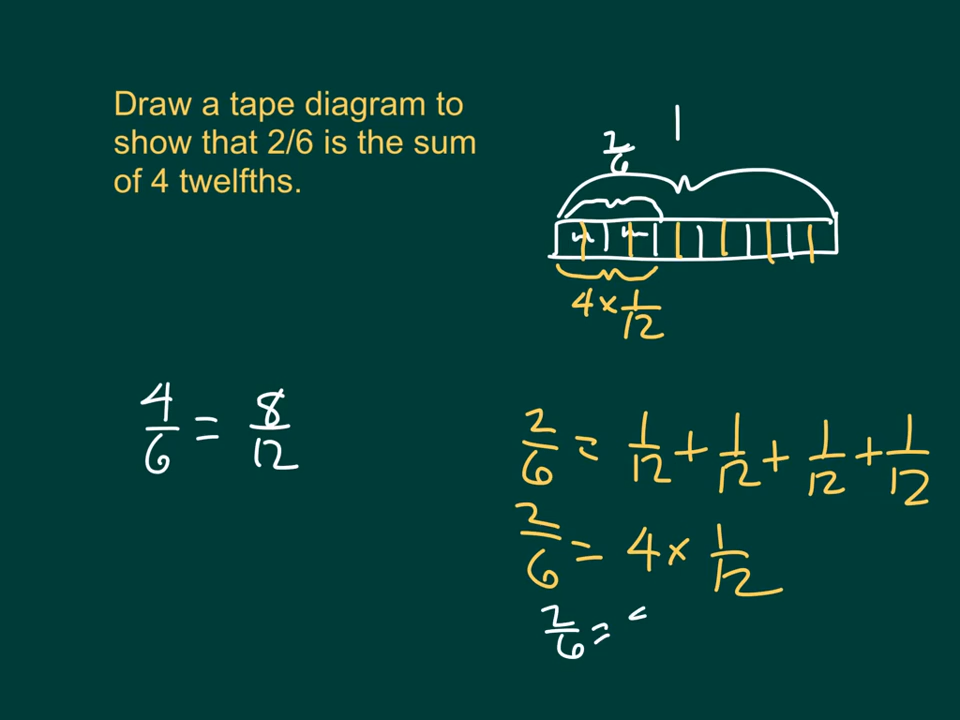 Draw a tape diagram to
show that 2/6 is the sum
of 4 twelfths.
1
2/6
4 × 1/12
4/6 = 8/12
2/6 = 1/12 + 1/12 + 1/12 + 1/12
2/6 = 4 × 1/12
2/6 =